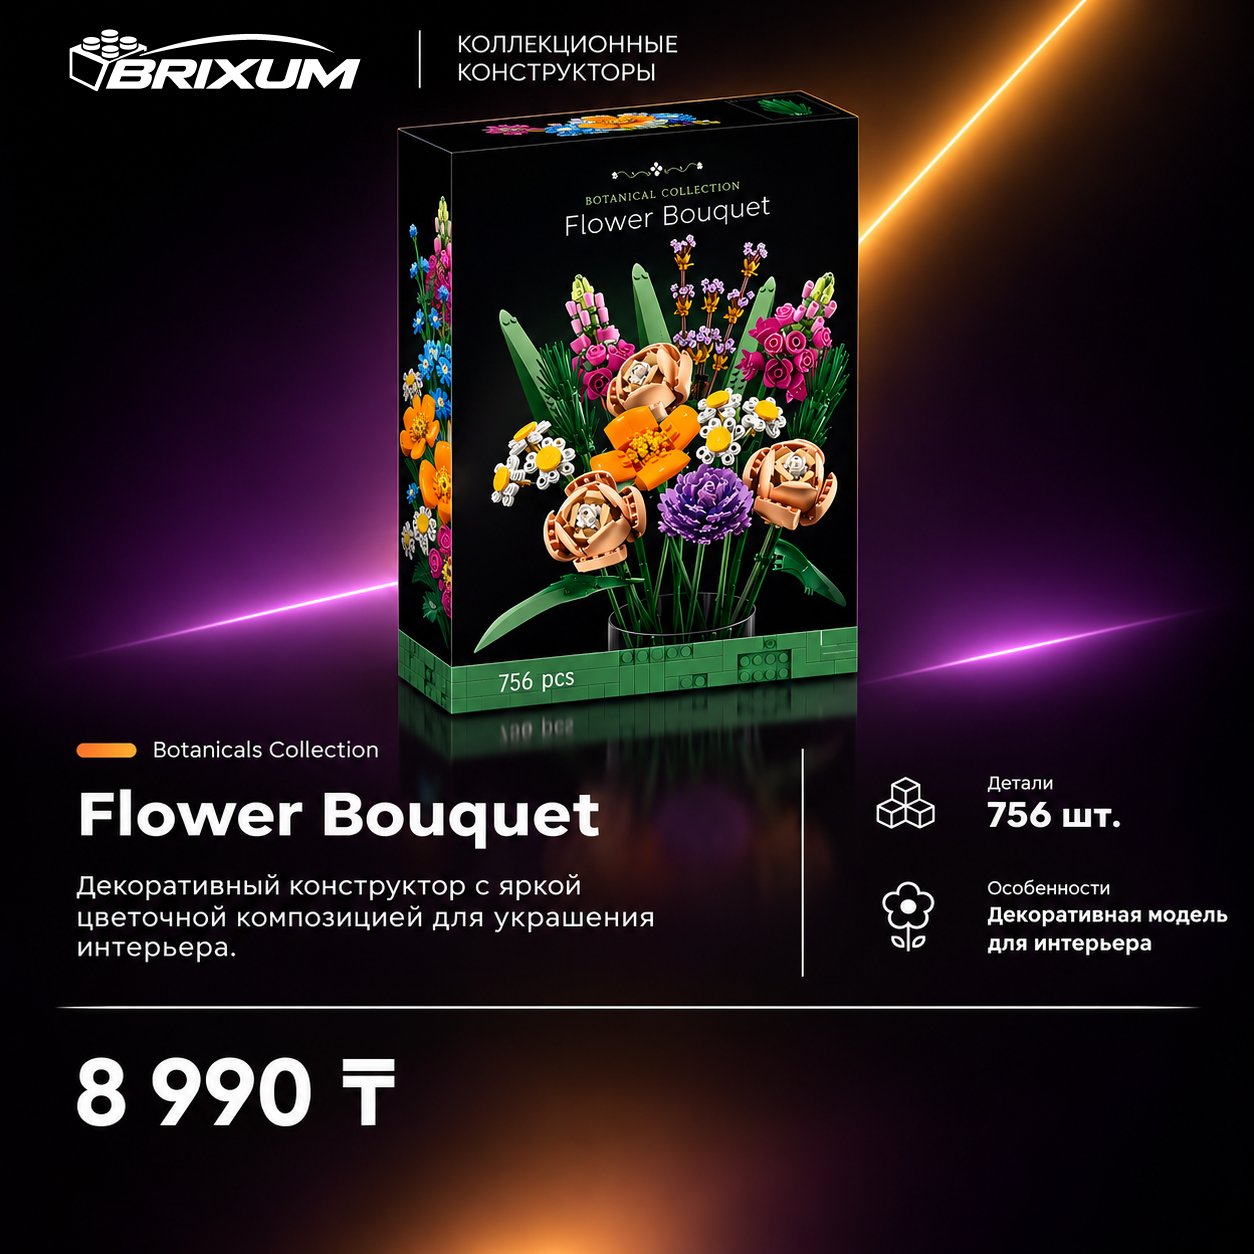 BRIXUM
КОЛЛЕКЦИОННЫЕ
КОНСТРУКТОРЫ
BOTANICAL COLLECTION
Flower Bouquet
756 pcs
Botanicals Collection
Flower Bouquet
Декоративный конструктор с яркой
цветочной композицией для украшения
интерьера.
Детали
756 шт.
Особенности
Декоративная модель
для интерьера
8 990 ₸